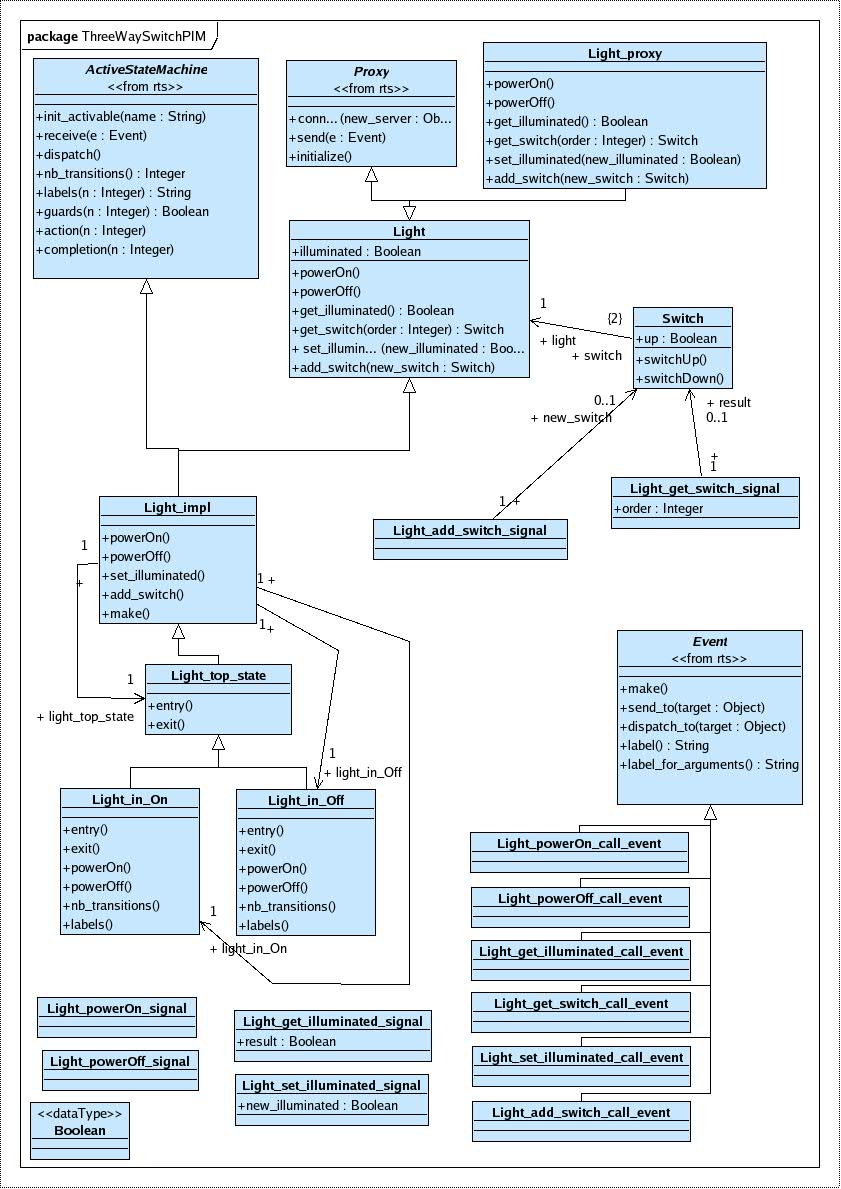 package ThreeWaySwitchPIM
ActiveStateMachine
<<from rts>>
+init_activable(name : String)
+receive(e : Event)
+dispatch()
+nb_transitions() : Integer
+labels(n : Integer) : String
+guards(n : Integer) : Boolean
+action(n : Integer)
+completion(n : Integer)
Proxy
<<from rts>>
+conn... (new_server : Ob...
+send(e : Event)
+initialize()
Light_proxy
+powerOn()
+powerOff()
+get_illuminated() : Boolean
+get_switch(order : Integer) : Switch
+set_illuminated(new_illuminated : Boolean)
+add_switch(new_switch : Switch)
Light
+illuminated : Boolean
+powerOn()
+powerOff()
+get_illuminated() : Boolean
+get_switch(order : Integer) : Switch
+ set_illumin... (new_illuminated : Boo...
+add_switch(new_switch : Switch)
1
+ light
{2}
+ switch
Switch
+up : Boolean
+switchUp()
+switchDown()
0..1
+ new_switch
+ result
0..1
+
1
1 +
Light_get_switch_signal
+order : Integer
Light_add_switch_signal
Light_impl
+powerOn()
+powerOff()
+set_illuminated()
+add_switch()
+make()
1
+
1 +
1+
1
+ light_top_state
Light_top_state
+entry()
+exit()
1
+ light_in_Off
Light_in_On
+entry()
+exit()
+powerOn()
+powerOff()
+nb_transitions()
+labels()
Light_in_Off
+entry()
+exit()
+powerOn()
+powerOff()
+nb_transitions()
+labels()
1
+ light_in_On
Event
<<from rts>>
+make()
+send_to(target : Object)
+dispatch_to(target : Object)
+label() : String
+label_for_arguments() : String
Light_powerOn_call_event
Light_powerOff_call_event
Light_get_illuminated_call_event
Light_get_switch_call_event
Light_set_illuminated_call_event
Light_add_switch_call_event
Light_powerOn_signal
Light_powerOff_signal
<<dataType>>
Boolean
Light_get_illuminated_signal
+result : Boolean
Light_set_illuminated_signal
+new_illuminated : Boolean